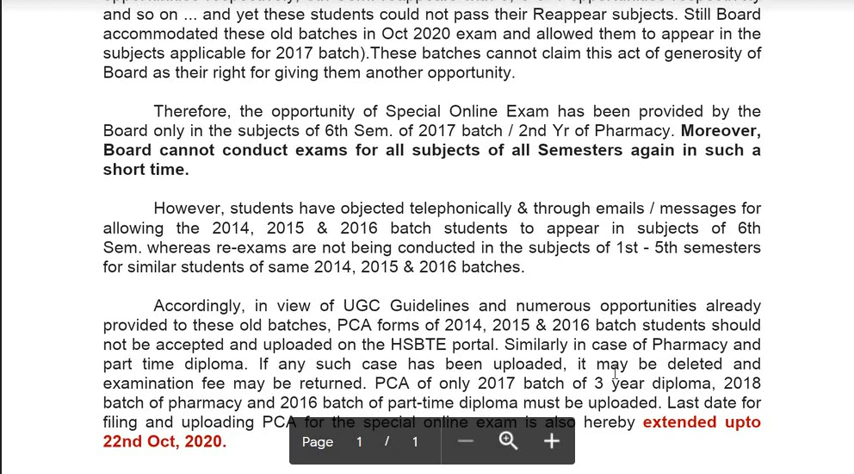 and so on ... and yet these students could not pass their Reappear subjects. Still Board
accommodated these old batches in Oct 2020 exam and allowed them to appear in the
subjects applicable for 2017 batch).These batches cannot claim this act of generosity of
Board as their right for giving them another opportunity.
Therefore, the opportunity of Special Online Exam has been provided by the
Board only in the subjects of 6th Sem. of 2017 batch / 2nd Yr of Pharmacy. Moreover,
Board cannot conduct exams for all subjects of all Semesters again in such a
short time.
However, students have objected telephonically & through emails / messages for
allowing the 2014, 2015 & 2016 batch students to appear in subjects of 6th
Sem. whereas re-exams are not being conducted in the subjects of 1st - 5th semesters
for similar students of same 2014, 2015 & 2016 batches.
Accordingly, in view of UGC Guidelines and numerous opportunities already
provided to these old batches, PCA forms of 2014, 2015 & 2016 batch students should
not be accepted and uploaded on the HSBTE portal. Similarly in case of Pharmacy and
part time diploma. If any such case has been uploaded, it may be deleted and
examination fee may be returned. PCA of only 2017 batch of 3 year diploma, 2018
batch of pharmacy and 2016 batch of part-time diploma must be uploaded. Last date for
filing and uploading PCA for the special online exam is also hereby extended upto
22nd Oct, 2020.
Page 1 / 1